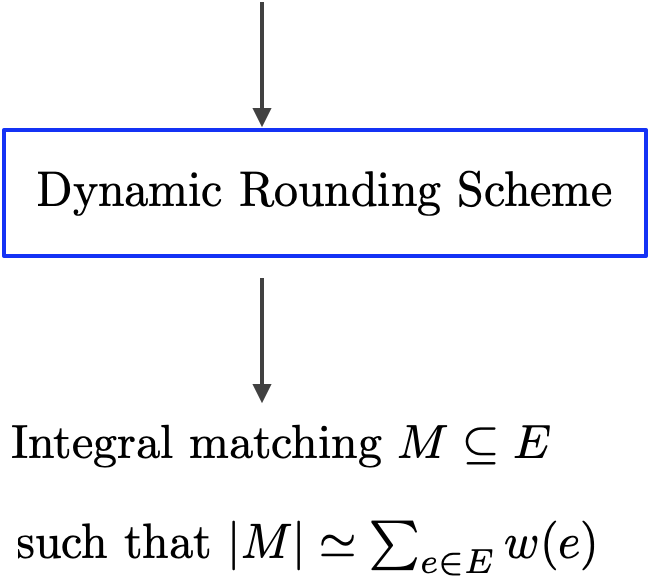 Dynamic Rounding Scheme
Integral matching M ⊆ E
such that |M| ≃ ∑_{e∈E} w(e)